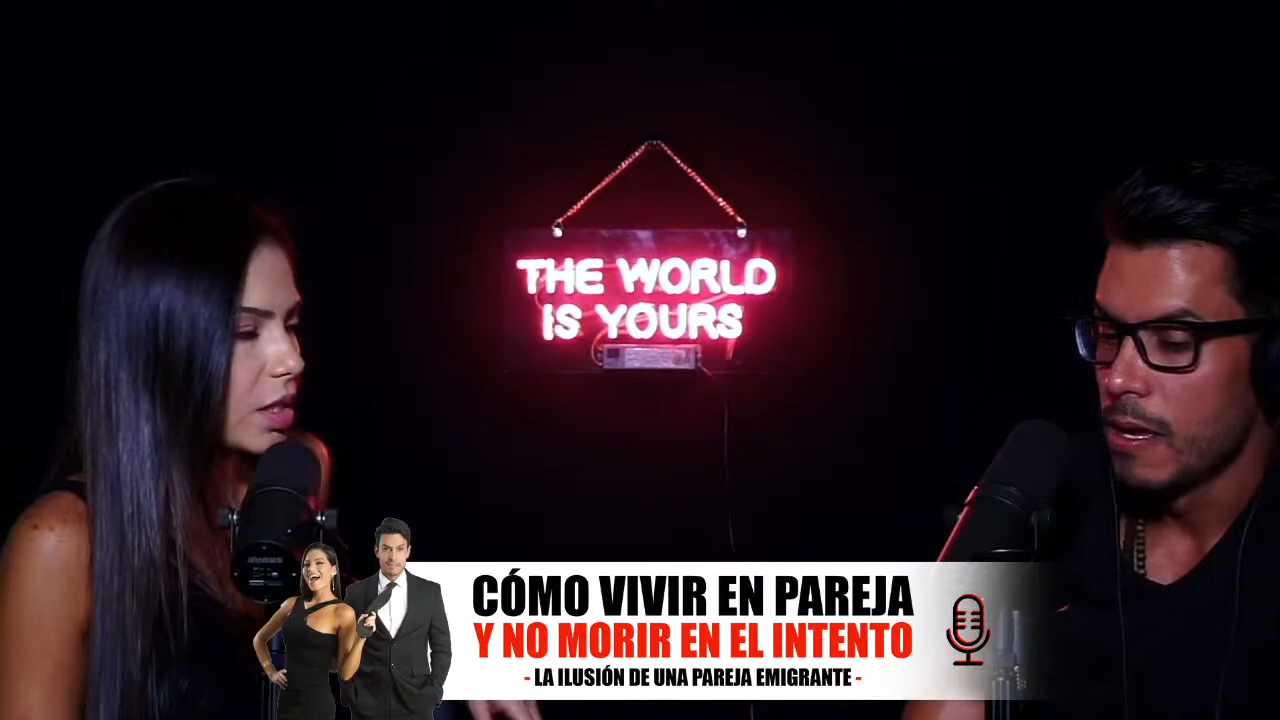 THE WORLD
IS YOURS
CÓMO VIVIR EN PAREJA
Y NO MORIR EN EL INTENTO
- LA ILUSIÓN DE UNA PAREJA EMIGRANTE -